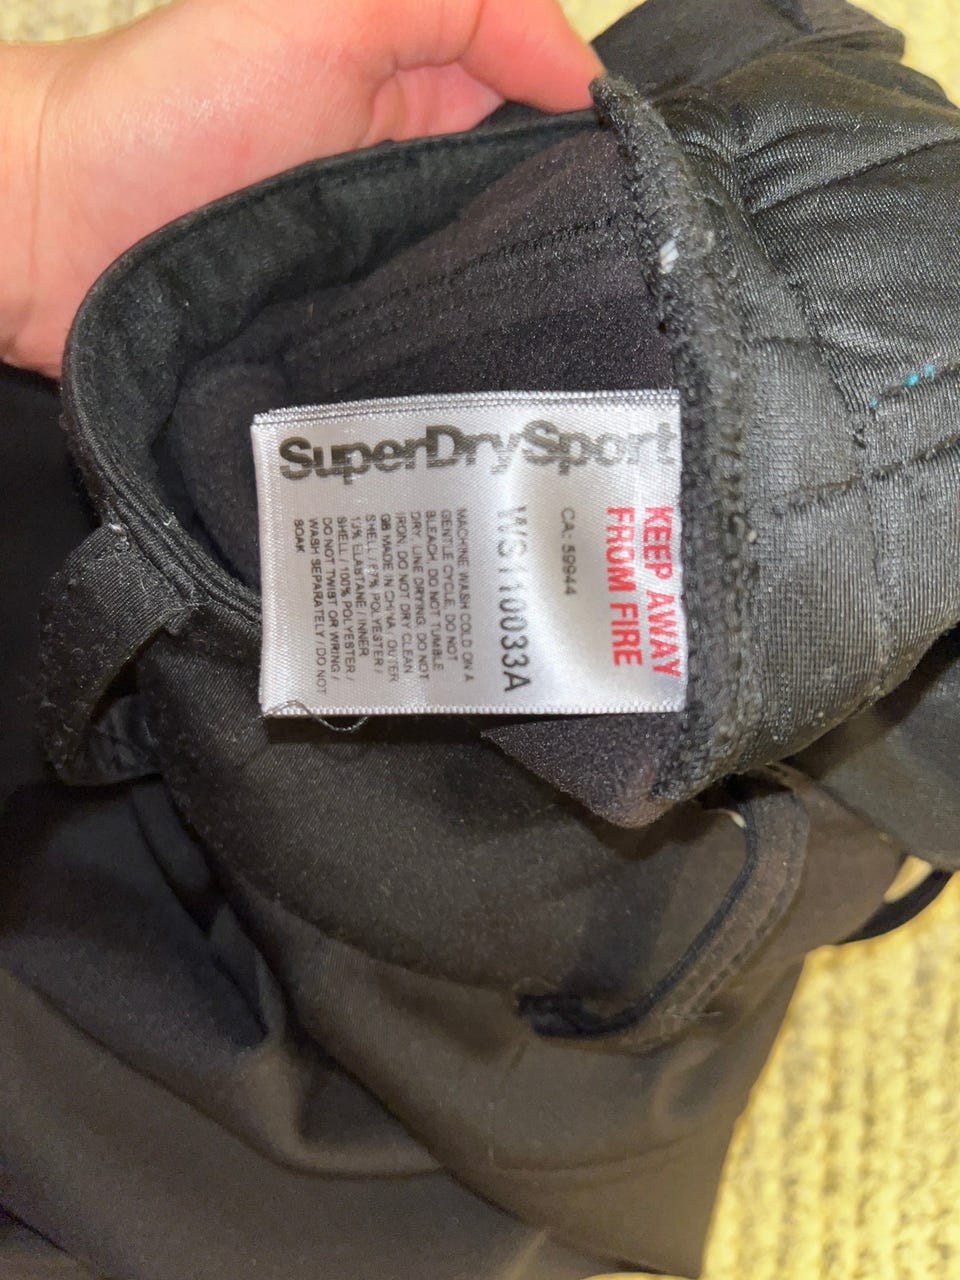 SuperDry Sport
KEEP AWAY
FROM FIRE
CA: 59944
WS110033A
MACHINE WASH COLD ON A
GENTLE CYCLE, DO NOT
BLEACH, DO NOT TUMBLE
DRY, LINE DRYING, DO NOT
IRON, DO NOT DRY CLEAN
GB MADE IN CHINA, OUTER
SHELL / 87% POLYESTER /
13% ELASTANE / INNER
SHELL / 100% POLYESTER /
DO NOT TWIST OR WRING /
WASH SEPARATELY / DO NOT
SOAK